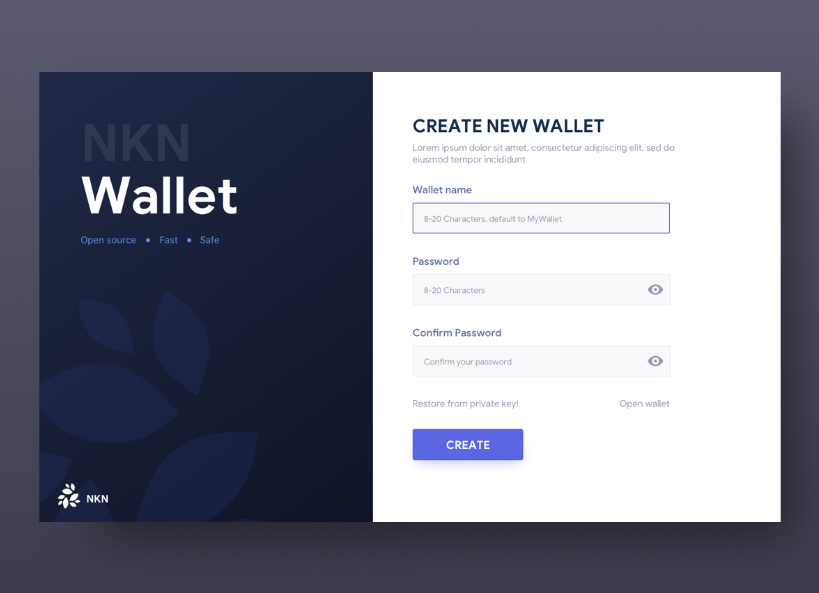 NKN
Wallet
Open source • Fast • Safe
NKN
CREATE NEW WALLET
Lorem ipsum dolor sit amet, consectetur adipiscing elit, sed do
eiusmod tempor incididunt
Wallet name
8-20 Characters, default to MyWallet
Password
8-20 Characters
Confirm Password
Confirm your password
Restore from private key!
Open wallet
CREATE